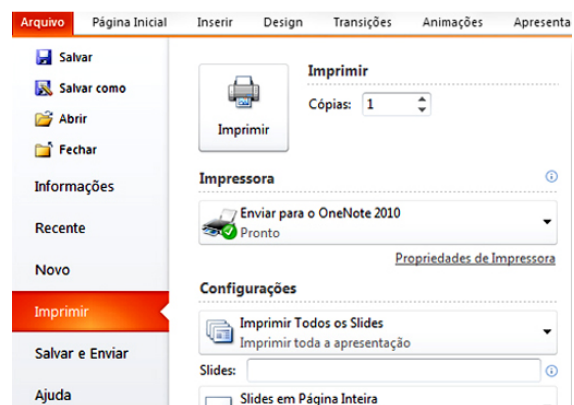 Arquivo Página Inicial Inserir Design Transições Animações Apresenta
Salvar
Salvar como
Abrir
Fechar
Informações
Recente
Novo
Imprimir
Salvar e Enviar
Ajuda
Imprimir
Imprimir
Cópias: 1
Impressora
Enviar para o OneNote 2010
Pronto
Propriedades de Impressora
Configurações
Imprimir Todos os Slides
Imprimir toda a apresentação
Slides:
Slides em Página Inteira